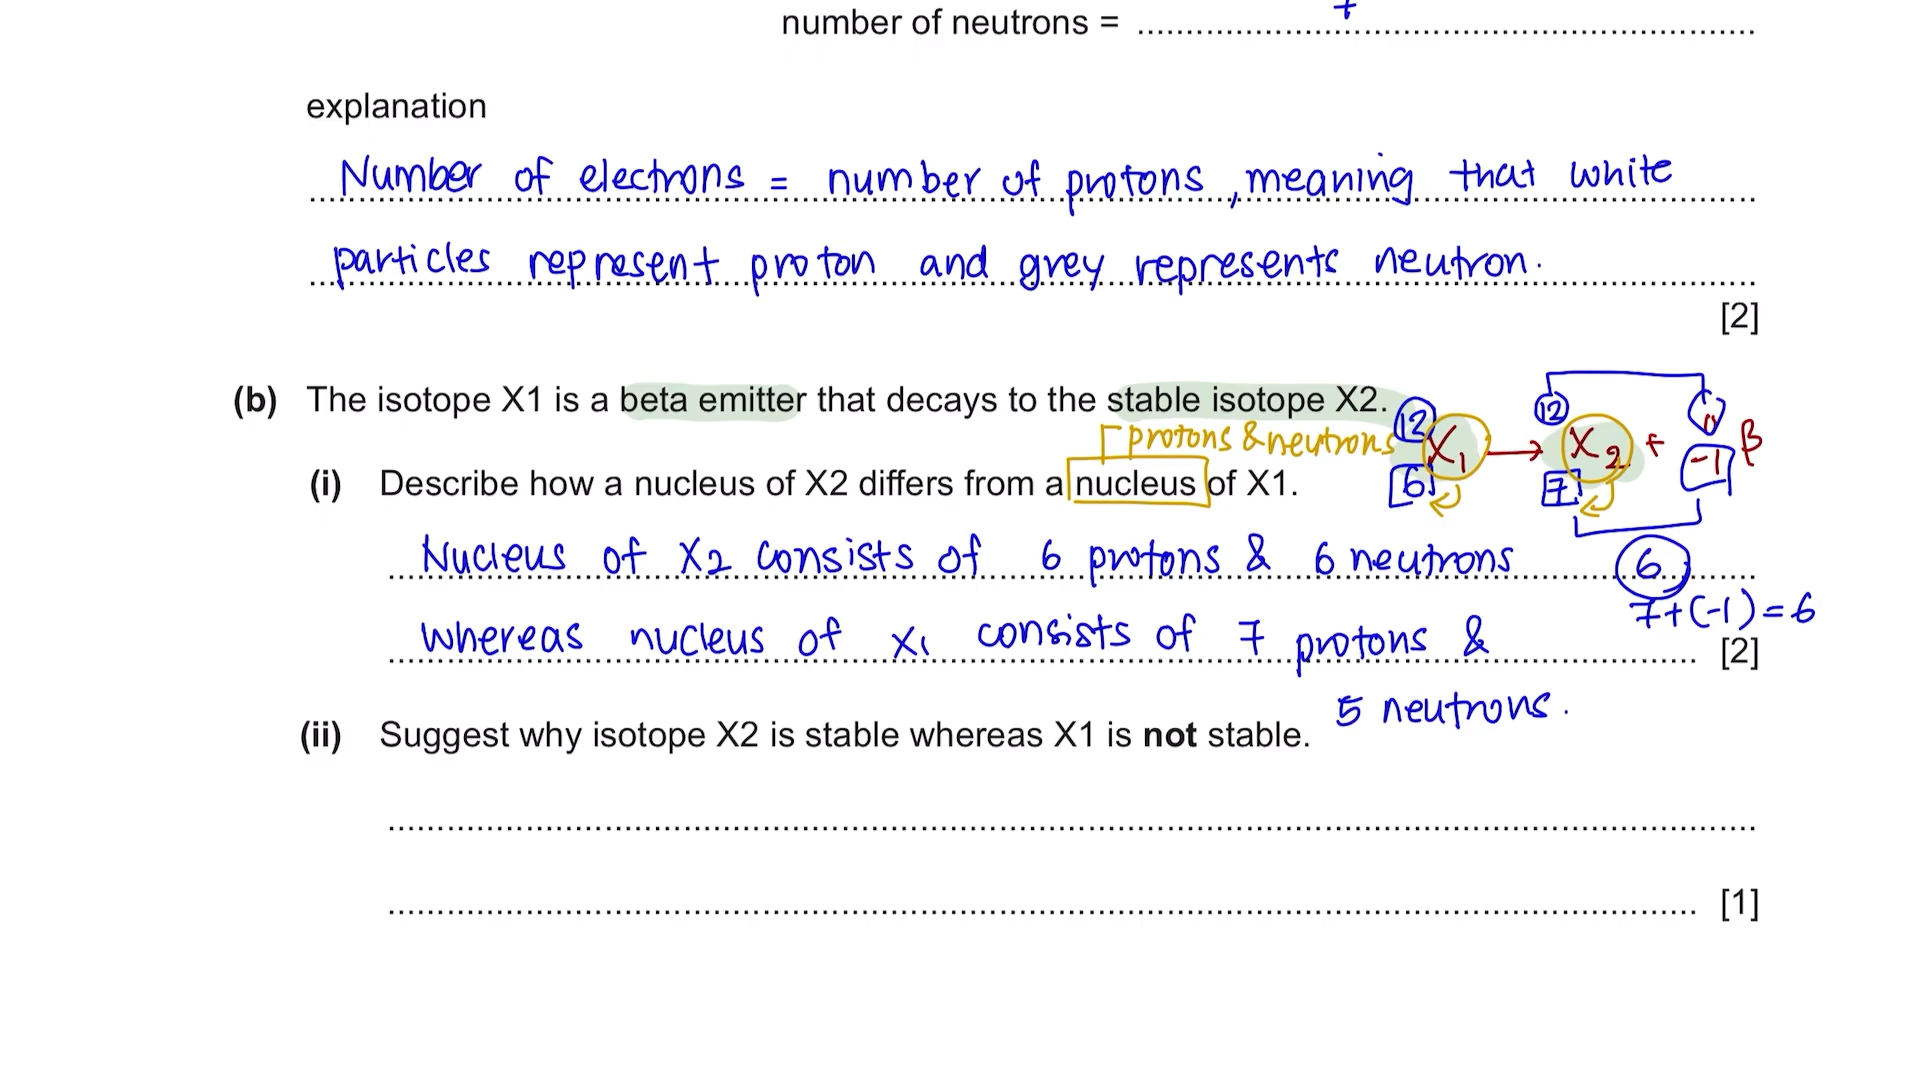 number of neutrons = 7
explanation
Number of electrons = number of protons, meaning that white
particles represent proton and grey represents neutron.
[2]
(b) The isotope X1 is a beta emitter that decays to the stable isotope X2.
protons & neutrons
12 6 X1 → 12 7 X2 + 0 -1 β
(i) Describe how a nucleus of X2 differs from a nucleus of X1.
Nucleus of X2 consists of 6 protons & 6 neutrons
6
7+(-1)=6
whereas nucleus of X1 consists of 7 protons &
[2]
5 neutrons.
(ii) Suggest why isotope X2 is stable whereas X1 is not stable.
[1]